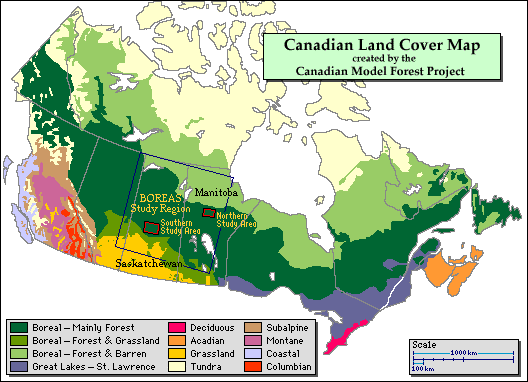 Canadian Land Cover Map
created by the
Canadian Model Forest Project
BOREAS
Study Region
Manitoba
Southern
Study Area
Northern
Study Area
Saskatchewan
Boreal — Mainly Forest
Boreal — Forest & Grassland
Boreal — Forest & Barren
Great Lakes — St. Lawrence
Deciduous
Acadian
Grassland
Tundra
Subalpine
Montane
Coastal
Columbian
Scale
1000 km
100 km